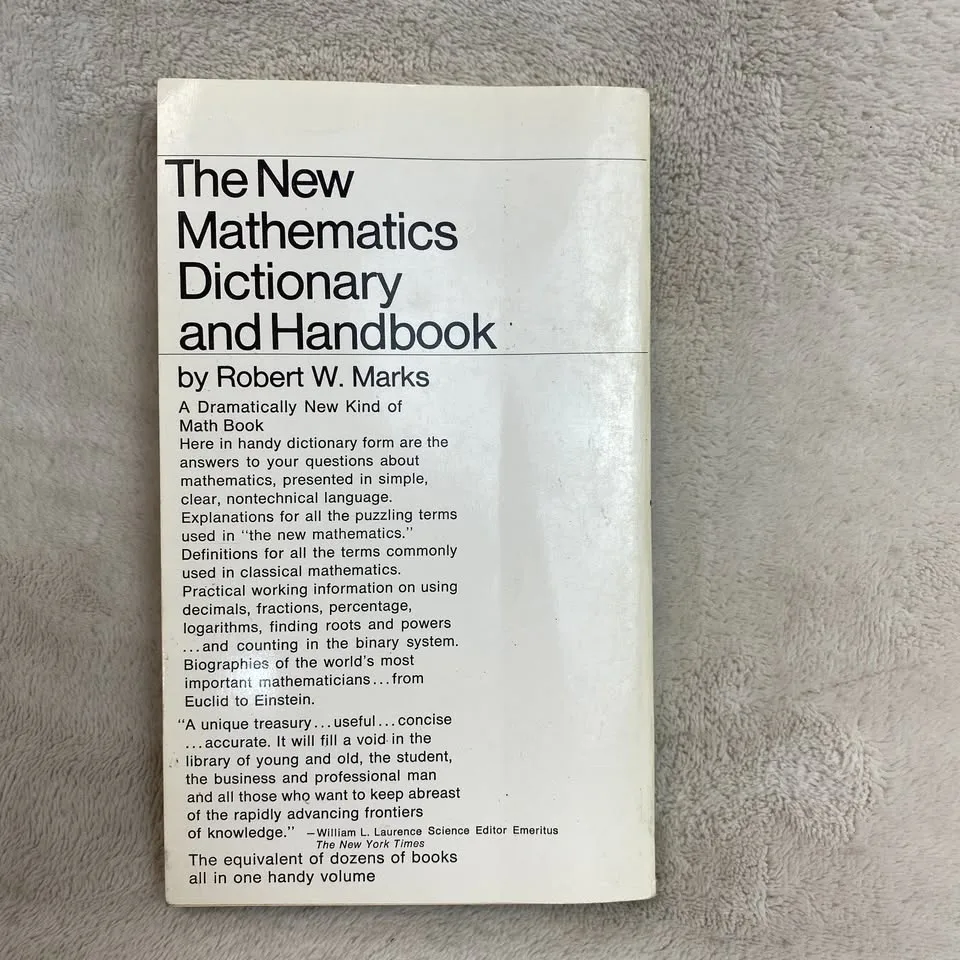 The New
Mathematics
Dictionary
and Handbook
by Robert W. Marks
A Dramatically New Kind of
Math Book
Here in handy dictionary form are the
answers to your questions about
mathematics, presented in simple,
clear, nontechnical language.
Explanations for all the puzzling terms
used in “the new mathematics.”
Definitions for all the terms commonly
used in classical mathematics.
Practical working information on using
decimals, fractions, percentage,
logarithms, finding roots and powers
...and counting in the binary system.
Biographies of the world's most
important mathematicians...from
Euclid to Einstein.
“A unique treasury...useful...concise
...accurate. It will fill a void in the
library of young and old, the student,
the business and professional man
and all those who want to keep abreast
of the rapidly advancing frontiers
of knowledge.” —William L. Laurence Science Editor Emeritus
The New York Times
The equivalent of dozens of books
all in one handy volume